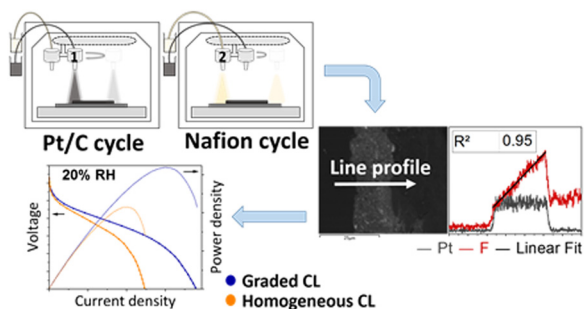 1
2
Pt/C cycle
Nafion cycle
Line profile
R² 0.95
Pt F Linear Fit
20% RH
Voltage
Power density
Current density
Graded CL
Homogeneous CL